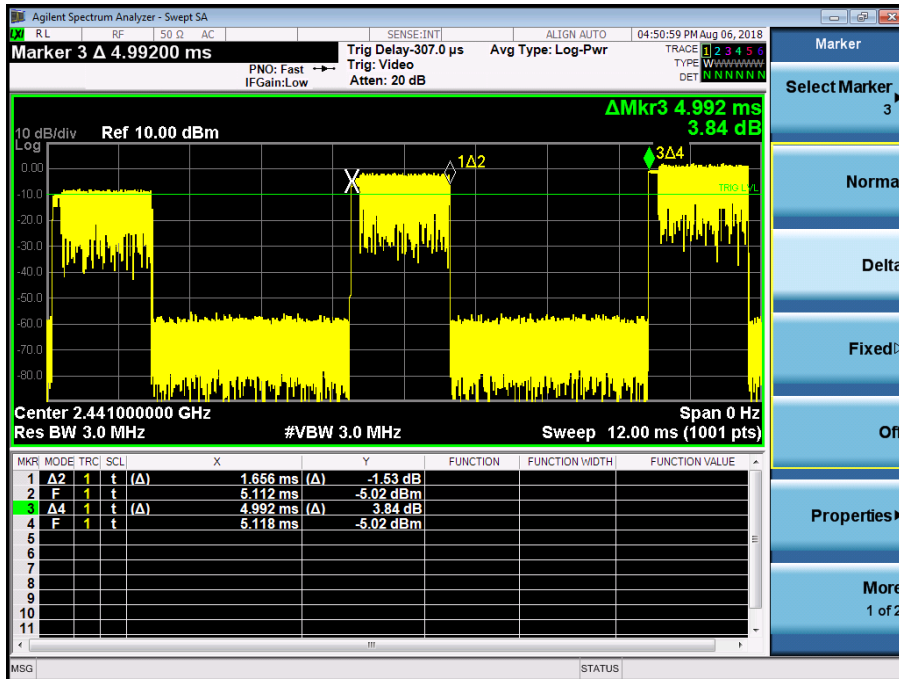 Agilent Spectrum Analyzer - Swept SA
LXI RL RF 50 Ω AC SENSE:INT ALIGN AUTO 04:50:59 PM Aug 06, 2018
Marker 3 Δ 4.99200 ms
PNO: Fast
IFGain:Low
Trig Delay-307.0 µs
Trig: Video
Atten: 20 dB
Avg Type: Log-Pwr
TRACE 1 2 3 4 5 6
TYPE WWWWWW
DET N N N N N N
ΔMkr3 4.992 ms
3.84 dB
10 dB/div Ref 10.00 dBm
Log
0.00
-10.0
-20.0
-30.0
-40.0
-50.0
-60.0
-70.0
-80.0
X
1Δ2
3Δ4
TRIG LVL
Center 2.441000000 GHz Span 0 Hz
Res BW 3.0 MHz #VBW 3.0 MHz Sweep 12.00 ms (1001 pts)
MKR MODE TRC SCL X Y FUNCTION FUNCTION WIDTH FUNCTION VALUE
1 Δ2 1 t (Δ) 1.656 ms (Δ) -1.53 dB
2 F 1 t 5.112 ms -5.02 dBm
3 Δ4 1 t (Δ) 4.992 ms (Δ) 3.84 dB
4 F 1 t 5.118 ms -5.02 dBm
5
6
7
8
9
10
11
MSG STATUS
Marker
Select Marker
3
Norma
Delta
Fixed
Off
Properties
More
1 of 2